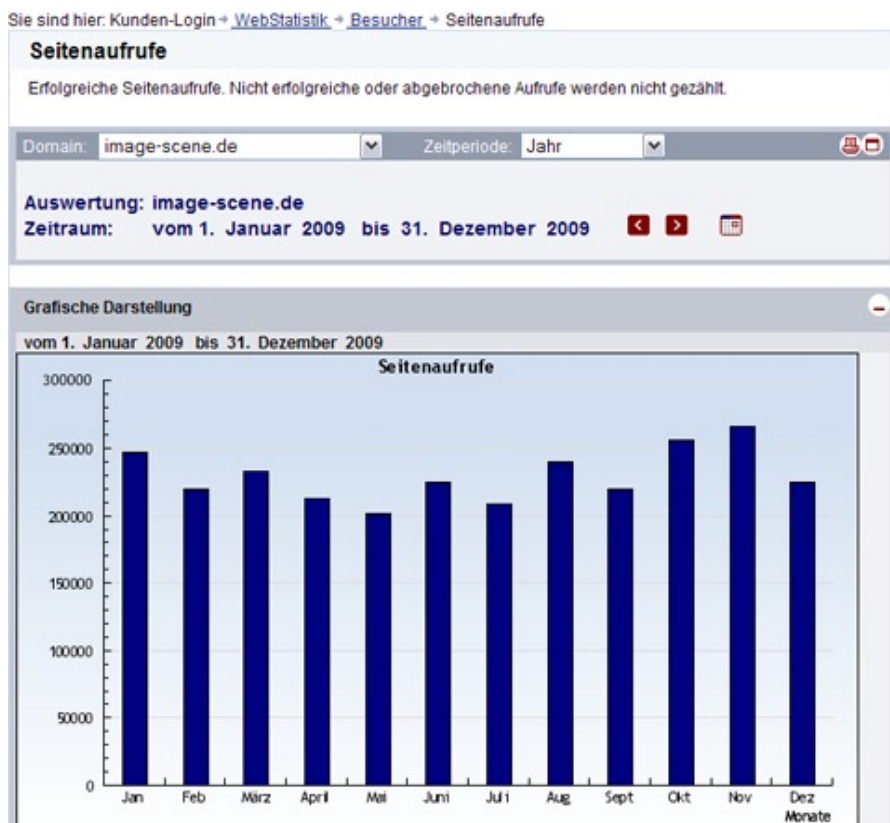 Sie sind hier: Kunden-Login → WebStatistik → Besucher → Seitenaufrufe
Seitenaufrufe
Erfolgreiche Seitenaufrufe. Nicht erfolgreiche oder abgebrochene Aufrufe werden nicht gezählt.
Domain: image-scene.de Zeitperiode: Jahr
Auswertung: image-scene.de
Zeitraum: vom 1. Januar 2009 bis 31. Dezember 2009
Grafische Darstellung
vom 1. Januar 2009 bis 31. Dezember 2009
Seitenaufrufe
300000
250000
200000
150000
100000
50000
0
Jan Feb März April Mai Juni Juli Aug Sept Okt Nov Dez
Monate